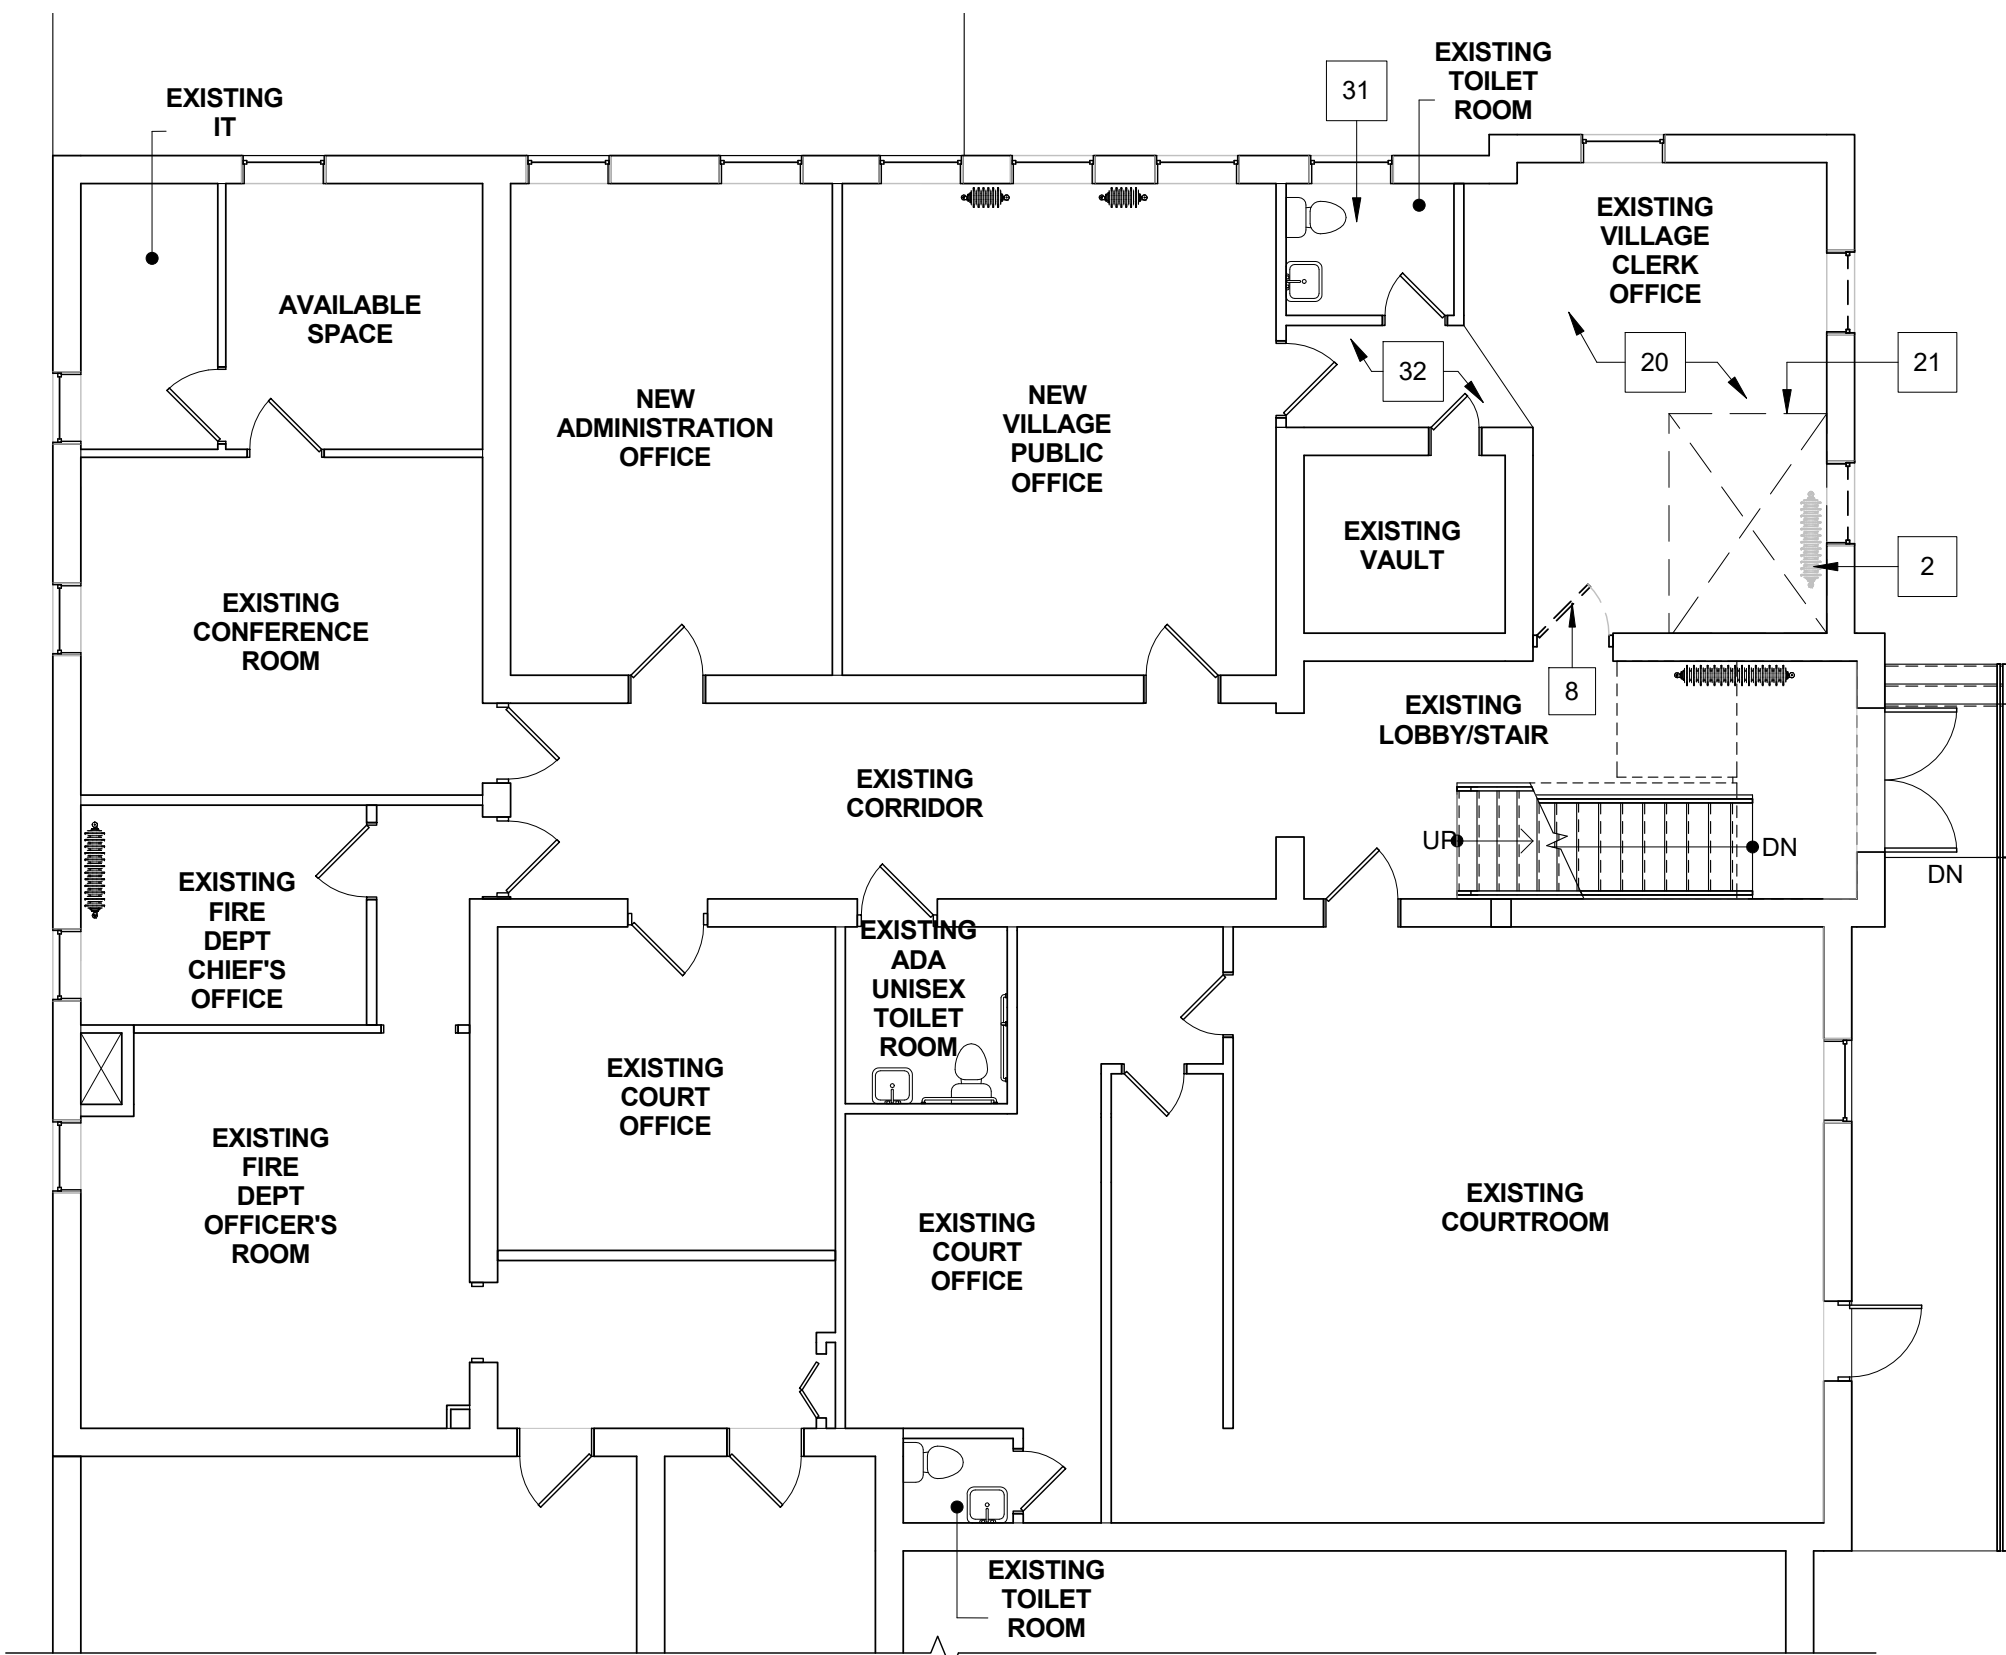 EXISTING
IT
31
EXISTING
TOILET
ROOM
EXISTING
VILLAGE
CLERK
OFFICE
AVAILABLE
SPACE
20
21
32
NEW
ADMINISTRATION
OFFICE
NEW
VILLAGE
PUBLIC
OFFICE
EXISTING
VAULT
2
EXISTING
CONFERENCE
ROOM
8
EXISTING
LOBBY/STAIR
EXISTING
CORRIDOR
UP
DN
DN
EXISTING
FIRE
DEPT
CHIEF'S
OFFICE
EXISTING
ADA
UNISEX
TOILET
ROOM
EXISTING
COURT
OFFICE
EXISTING
FIRE
DEPT
OFFICER'S
ROOM
EXISTING
COURT
OFFICE
EXISTING
COURTROOM
EXISTING
TOILET
ROOM